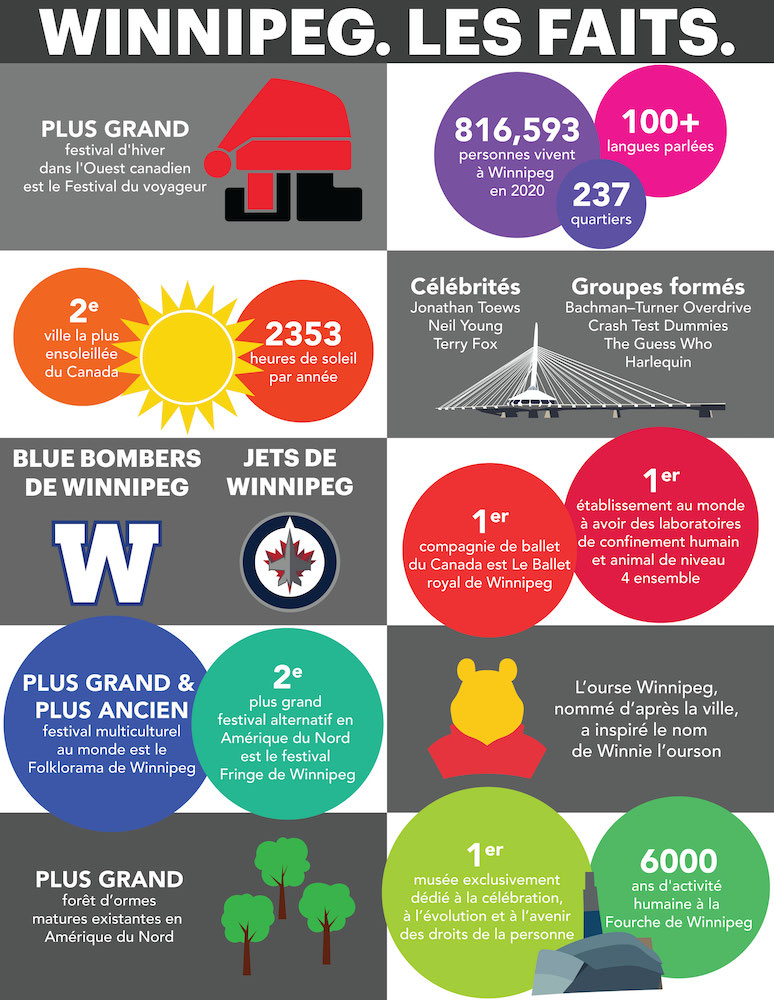 WINNIPEG. LES FAITS.
PLUS GRAND
festival d'hiver
dans l'Ouest canadien
est le Festival du voyageur
816,593
personnes vivent
à Winnipeg
en 2020
100+
langues parlées
237
quartiers
2e
ville la plus
ensoleillée
du Canada
2353
heures de soleil
par année
Célébrités
Jonathan Toews
Neil Young
Terry Fox
Groupes formés
Bachman–Turner Overdrive
Crash Test Dummies
The Guess Who
Harlequin
BLUE BOMBERS
DE WINNIPEG
W
JETS DE
WINNIPEG
1er
compagnie de ballet
du Canada est Le Ballet
royal de Winnipeg
1er
établissement au monde
à avoir des laboratoires
de confinement humain
et animal de niveau
4 ensemble
PLUS GRAND &
PLUS ANCIEN
festival multiculturel
au monde est le
Folklorama de Winnipeg
2e
plus grand
festival alternatif en
Amérique du Nord
est le festival
Fringe de Winnipeg
L'ourse Winnipeg,
nommé d'après la ville,
a inspiré le nom
de Winnie l'ourson
PLUS GRAND
forêt d'ormes
matures existantes en
Amérique du Nord
1er
musée exclusivement
dédié à la célébration,
à l'évolution et à l'avenir
des droits de la personne
6000
ans d'activité
humaine à la
Fourche de Winnipeg